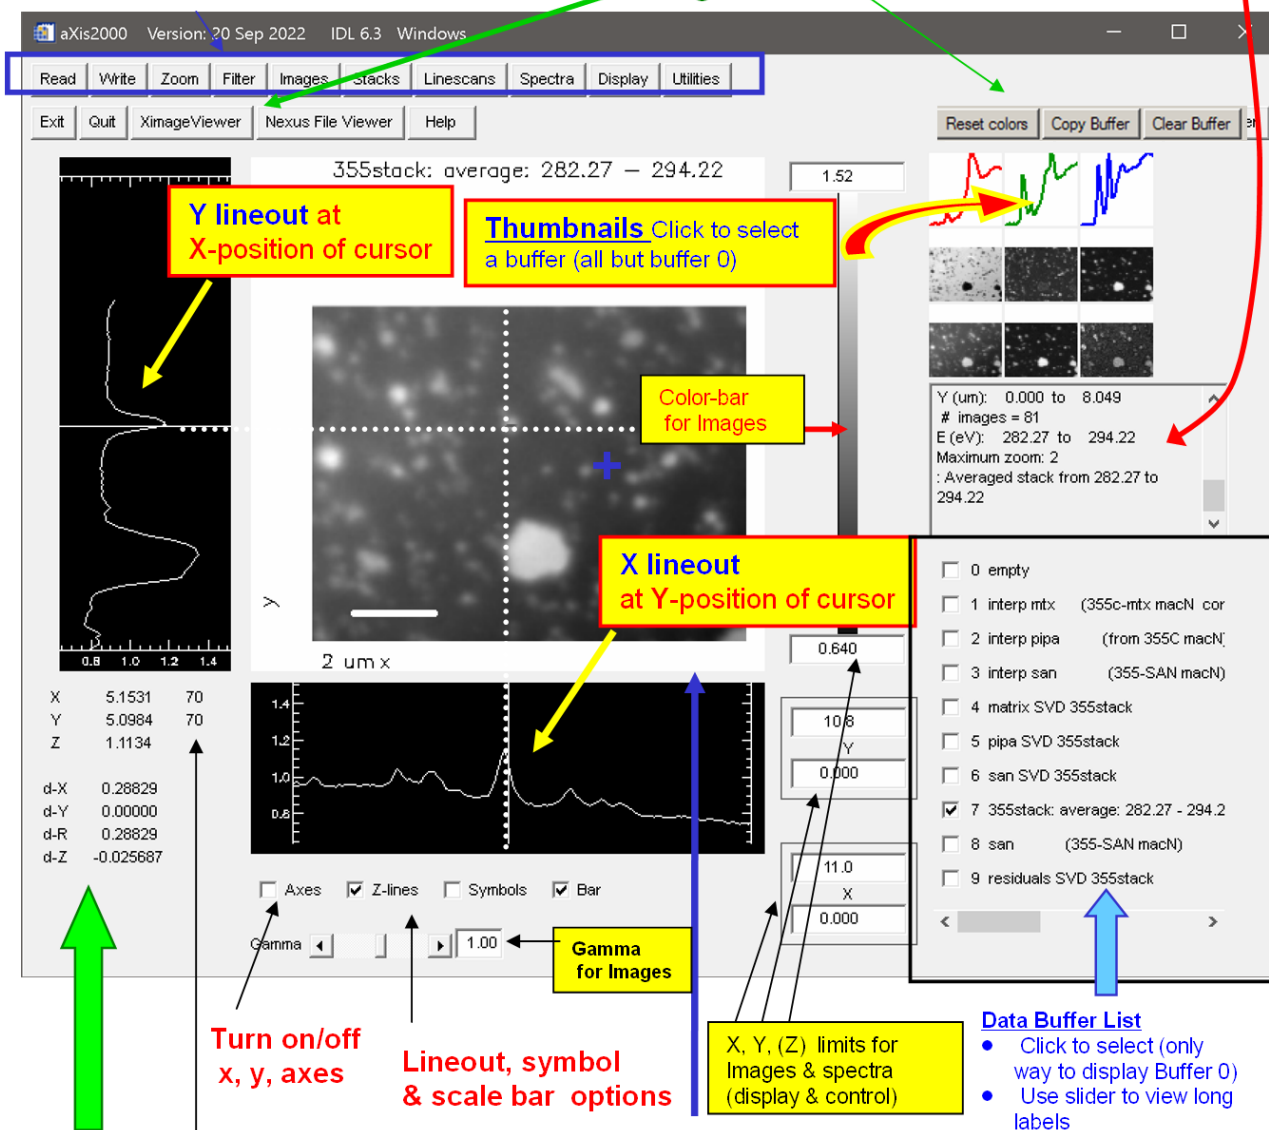 aXis2000 Version: 20 Sep 2022 IDL 6.3 Windows
Read Write Zoom Filter Images Stacks Linescans Spectra Display Utilities
Exit Quit XimageViewer Nexus File Viewer Help
Reset colors Copy Buffer Clear Buffer
355stack: average: 282.27 – 294.22
1.52
Y lineout at
X-position of cursor
Thumbnails Click to select
a buffer (all but buffer 0)
Color-bar
for Images
Y (um): 0.000 to 8.049
# images = 81
E (eV): 282.27 to 294.22
Maximum zoom: 2
: Averaged stack from 282.27 to
294.22
X lineout
at Y-position of cursor
y
2 um x
0.640
0.8 1.0 1.2 1.4
X 5.1531 70
Y 5.0984 70
Z 1.1134
d-X 0.28829
d-Y 0.00000
d-R 0.28829
d-Z -0.025687
1.4
1.2
1.0
0.8
10.8
Y
0.000
11.0
X
0.000
0 empty
1 interp mtx (355c-mtx macN cor
2 interp pipa (from 355C macN)
3 interp san (355-SAN macN)
4 matrix SVD 355stack
5 pipa SVD 355stack
6 san SVD 355stack
7 355stack: average: 282.27 - 294.2
8 san (355-SAN macN)
9 residuals SVD 355stack
Axes Z-lines Symbols Bar
Gamma 1.00
Gamma
for Images
Turn on/off
x, y, axes
Lineout, symbol
& scale bar options
X, Y, (Z) limits for
Images & spectra
(display & control)
Data Buffer List
• Click to select (only
way to display Buffer 0)
• Use slider to view long
labels